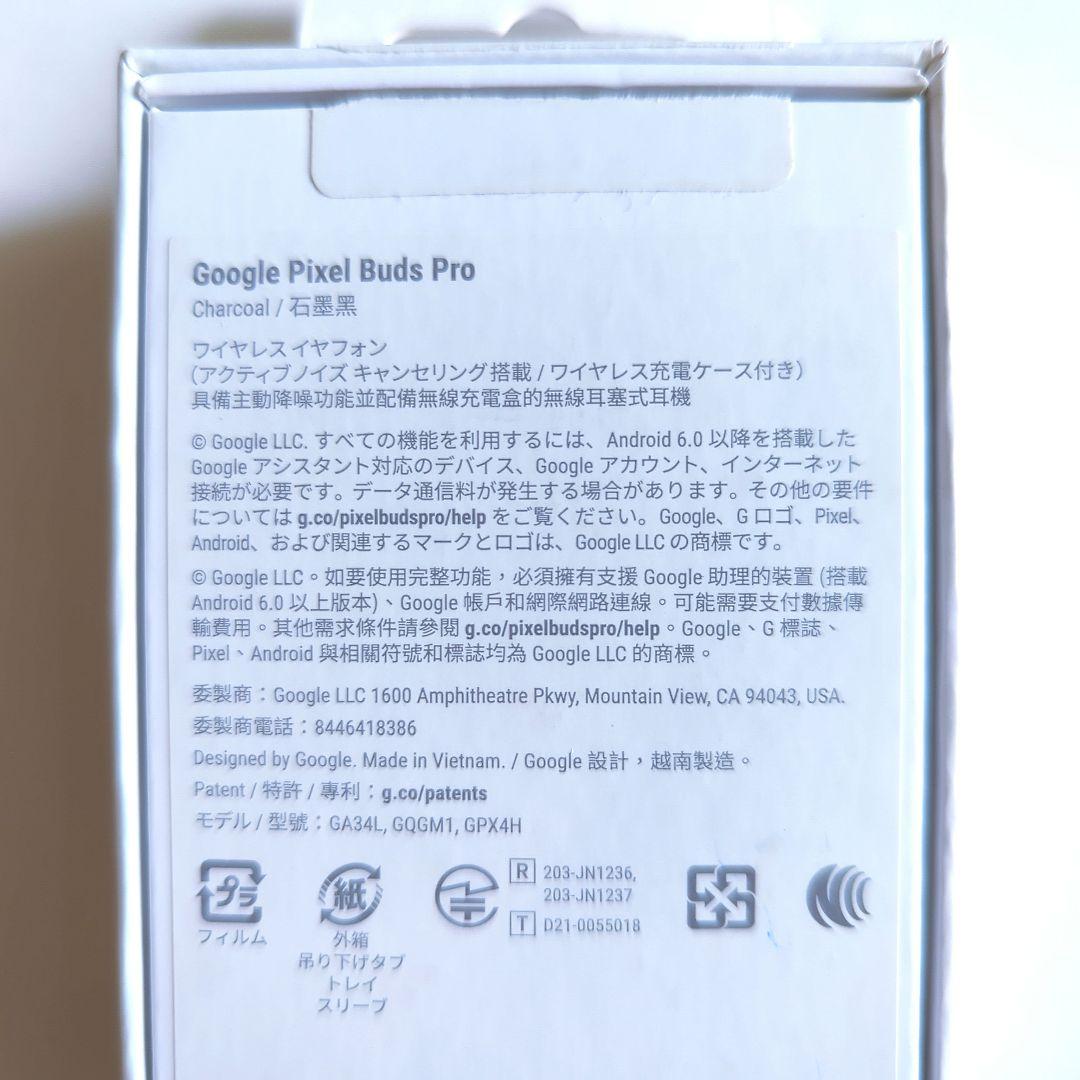 Google Pixel Buds Pro
Charcoal / 石墨黑
ワイヤレス イヤフォン
(アクティブノイズ キャンセリング搭載 / ワイヤレス充電ケース付き)
具備主動降噪功能並配備無線充電盒的無線耳塞式耳機
© Google LLC. すべての機能を利用するには、Android 6.0 以降を搭載した
Google アシスタント対応のデバイス、Google アカウント、インターネット
接続が必要です。データ通信料が発生する場合があります。その他の要件
については g.co/pixelbudspro/help をご覧ください。Google、G ロゴ、Pixel、
Android、および関連するマークとロゴは、Google LLC の商標です。
© Google LLC。如要使用完整功能，必須擁有支援 Google 助理的裝置 (搭載
Android 6.0 以上版本)、Google 帳戶和網際網路連線。可能需要支付數據傳
輸費用。其他需求條件請參閱 g.co/pixelbudspro/help。Google、G 標誌、
Pixel、Android 與相關符號和標誌均為 Google LLC 的商標。
委製商：Google LLC 1600 Amphitheatre Pkwy, Mountain View, CA 94043, USA.
委製商電話：8446418386
Designed by Google. Made in Vietnam. / Google 設計，越南製造。
Patent / 特許 / 專利：g.co/patents
モデル / 型號：GA34L, GQGM1, GPX4H
プラ
フィルム
紙
外箱
吊り下げタブ
トレイ
スリーブ
R 203-JN1236,
203-JN1237
T D21-0055018